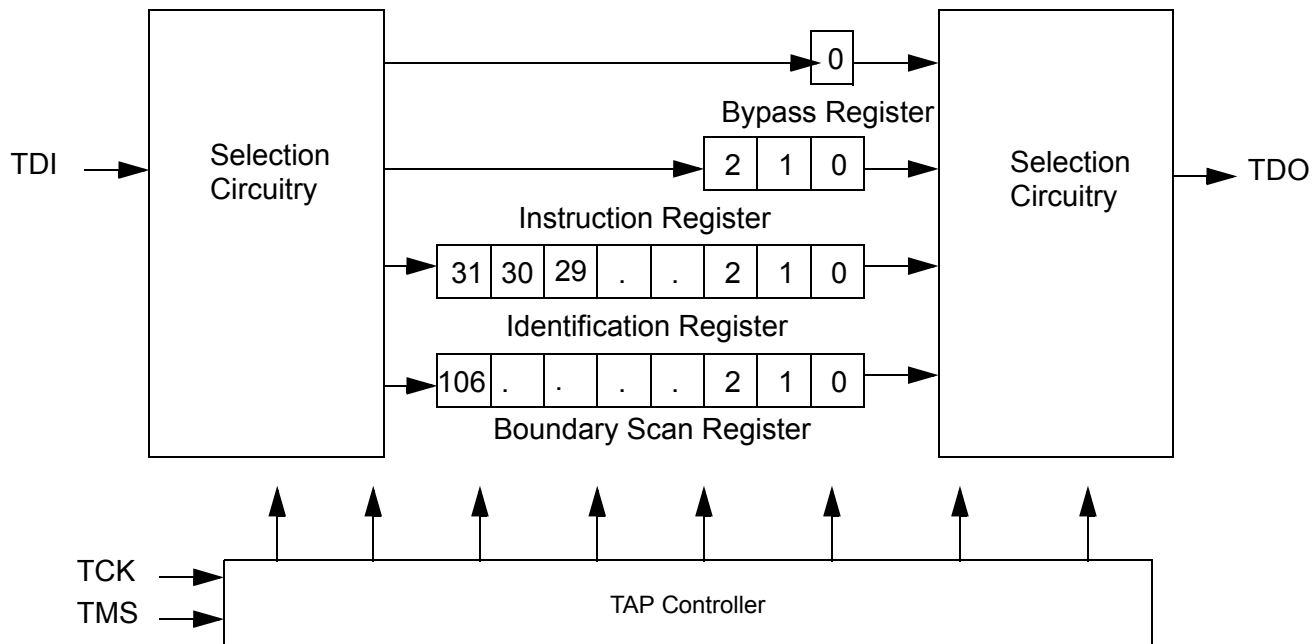 0
Bypass Register
TDI
Selection
Circuitry
2 1 0
Selection
Circuitry
TDO
Instruction Register
31 30 29 . . 2 1 0
Identification Register
106 . . . . 2 1 0
Boundary Scan Register
TCK
TMS
TAP Controller